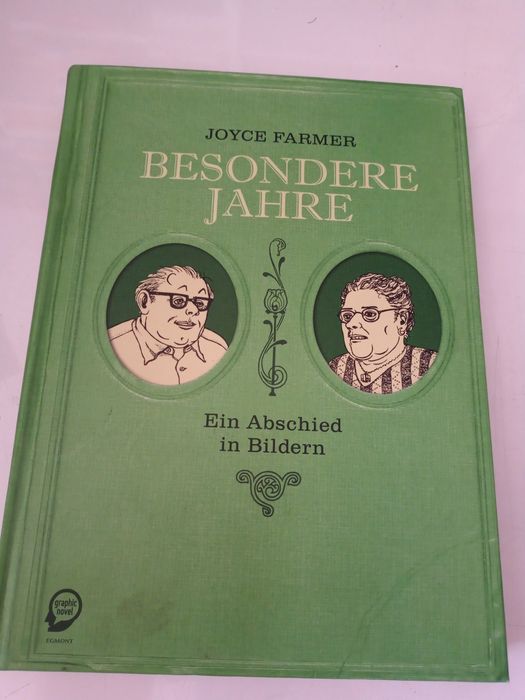 JOYCE FARMER
BESONDERE
JAHRE
Ein Abschied
in Bildern
graphic
novel
EGMONT